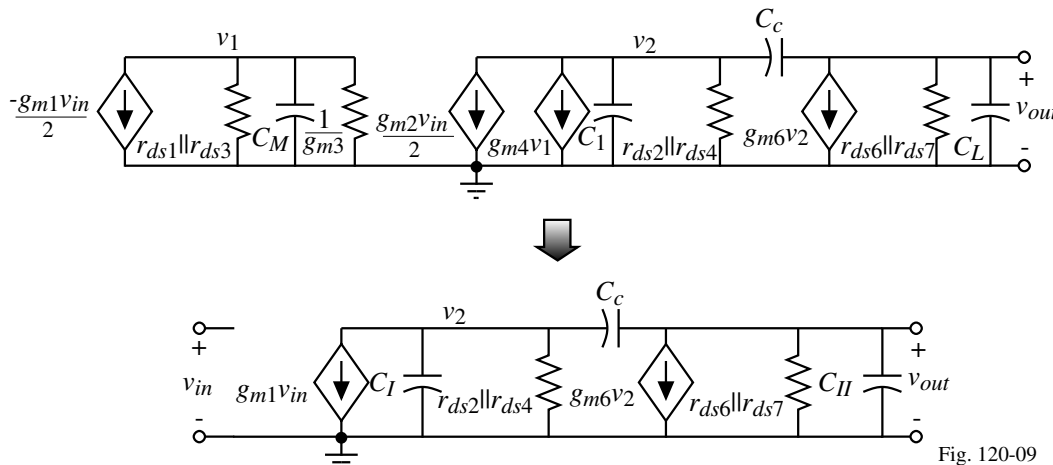 v1
v2
Cc
-gm1vin
2
rds1||rds3
CM
1
gm3
gm2vin
2
gm4v1
C1
rds2||rds4
gm6v2
rds6||rds7
CL
+
vout
-
v2
Cc
+
vin
-
gm1vin
CI
rds2||rds4
gm6v2
rds6||rds7
CII
+
vout
-
Fig. 120-09